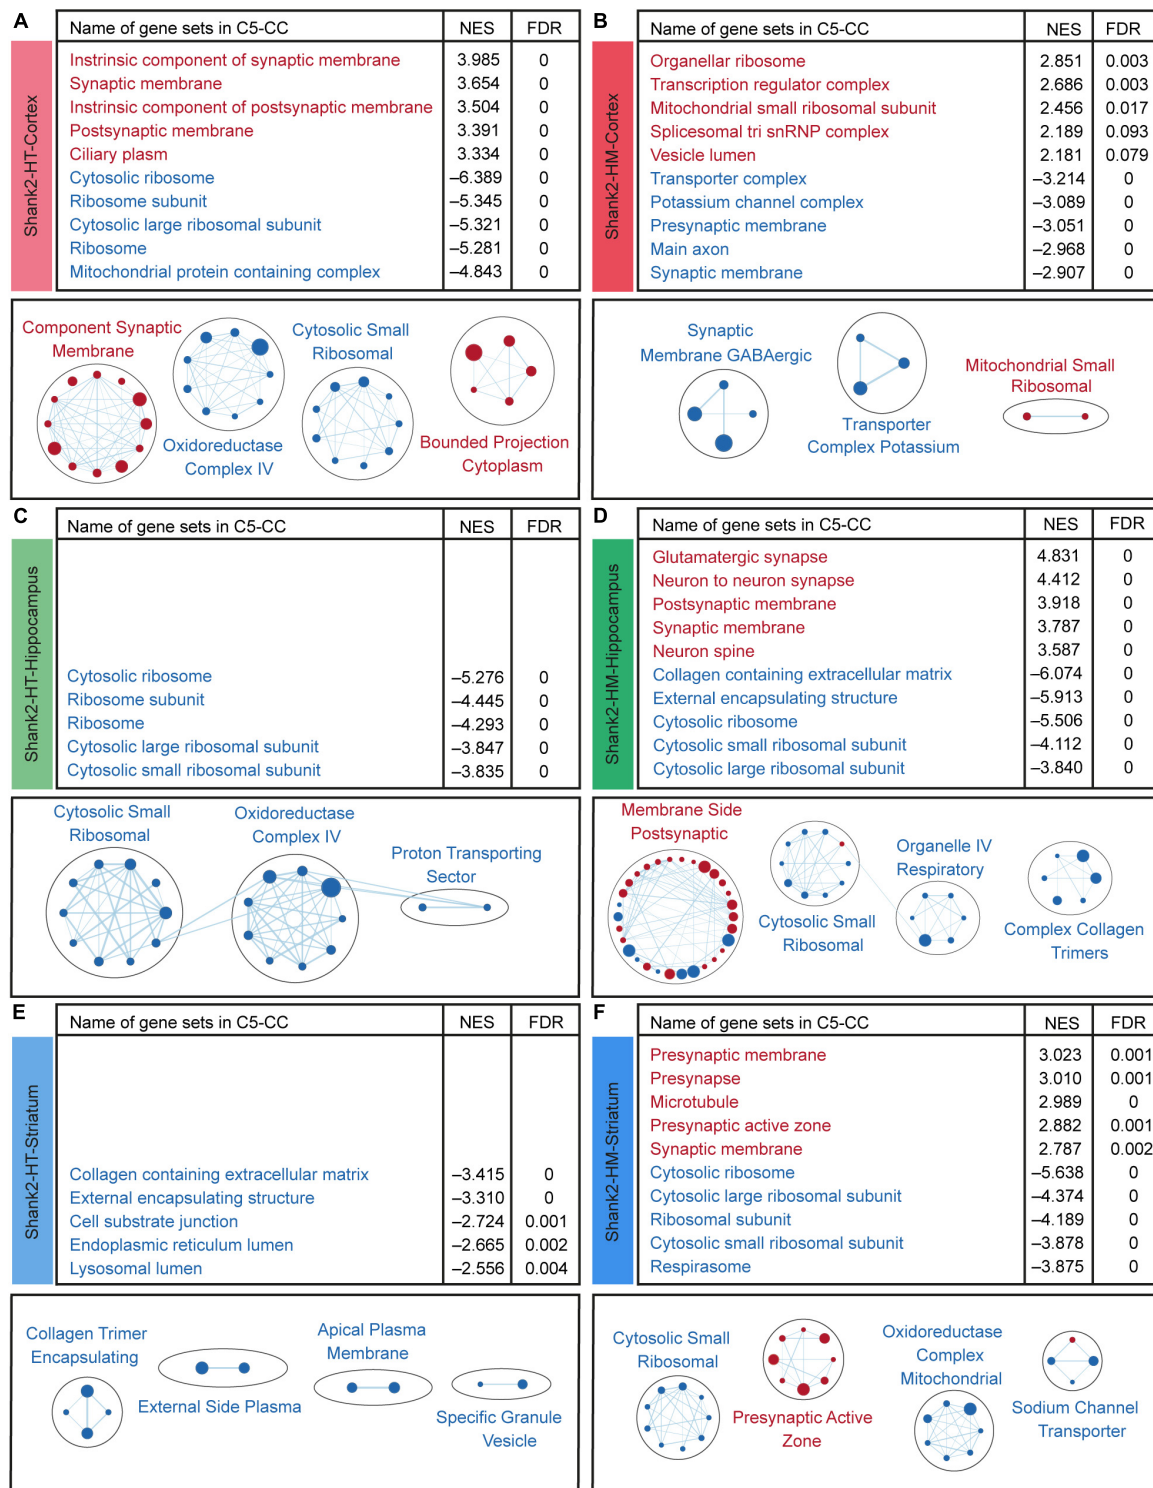 A
Name of gene sets in C5-CC NES FDR
Shank2-HT-Cortex
Instrinsic component of synaptic membrane 3.985 0
Synaptic membrane 3.654 0
Instrinsic component of postsynaptic membrane 3.504 0
Postsynaptic membrane 3.391 0
Ciliary plasm 3.334 0
Cytosolic ribosome –6.389 0
Ribosome subunit –5.345 0
Cytosolic large ribosomal subunit –5.321 0
Ribosome –5.281 0
Mitochondrial protein containing complex –4.843 0
Component Synaptic
Membrane
Oxidoreductase
Complex IV
Cytosolic Small
Ribosomal
Bounded Projection
Cytoplasm
B
Name of gene sets in C5-CC NES FDR
Shank2-HM-Cortex
Organellar ribosome 2.851 0.003
Transcription regulator complex 2.686 0.003
Mitochondrial small ribosomal subunit 2.456 0.017
Splicesomal tri snRNP complex 2.189 0.093
Vesicle lumen 2.181 0.079
Transporter complex –3.214 0
Potassium channel complex –3.089 0
Presynaptic membrane –3.051 0
Main axon –2.968 0
Synaptic membrane –2.907 0
Synaptic
Membrane GABAergic
Transporter
Complex Potassium
Mitochondrial Small
Ribosomal
C
Name of gene sets in C5-CC NES FDR
Shank2-HT-Hippocampus
Cytosolic ribosome –5.276 0
Ribosome subunit –4.445 0
Ribosome –4.293 0
Cytosolic large ribosomal subunit –3.847 0
Cytosolic small ribosomal subunit –3.835 0
Cytosolic Small
Ribosomal
Oxidoreductase
Complex IV
Proton Transporting
Sector
D
Name of gene sets in C5-CC NES FDR
Shank2-HM-Hippocampus
Glutamatergic synapse 4.831 0
Neuron to neuron synapse 4.412 0
Postsynaptic membrane 3.918 0
Synaptic membrane 3.787 0
Neuron spine 3.587 0
Collagen containing extracellular matrix –6.074 0
External encapsulating structure –5.913 0
Cytosolic ribosome –5.506 0
Cytosolic small ribosomal subunit –4.112 0
Cytosolic large ribosomal subunit –3.840 0
Membrane Side
Postsynaptic
Cytosolic Small
Ribosomal
Organelle IV
Respiratory
Complex Collagen
Trimers
E
Name of gene sets in C5-CC NES FDR
Shank2-HT-Striatum
Collagen containing extracellular matrix –3.415 0
External encapsulating structure –3.310 0
Cell substrate junction –2.724 0.001
Endoplasmic reticulum lumen –2.665 0.002
Lysosomal lumen –2.556 0.004
Collagen Trimer
Encapsulating
External Side Plasma
Apical Plasma
Membrane
Specific Granule
Vesicle
F
Name of gene sets in C5-CC NES FDR
Shank2-HM-Striatum
Presynaptic membrane 3.023 0.001
Presynapse 3.010 0.001
Microtubule 2.989 0
Presynaptic active zone 2.882 0.001
Synaptic membrane 2.787 0.002
Cytosolic ribosome –5.638 0
Cytosolic large ribosomal subunit –4.374 0
Ribosomal subunit –4.189 0
Cytosolic small ribosomal subunit –3.878 0
Respirasome –3.875 0
Cytosolic Small
Ribosomal
Presynaptic Active
Zone
Oxidoreductase
Complex
Mitochondrial
Sodium Channel
Transporter